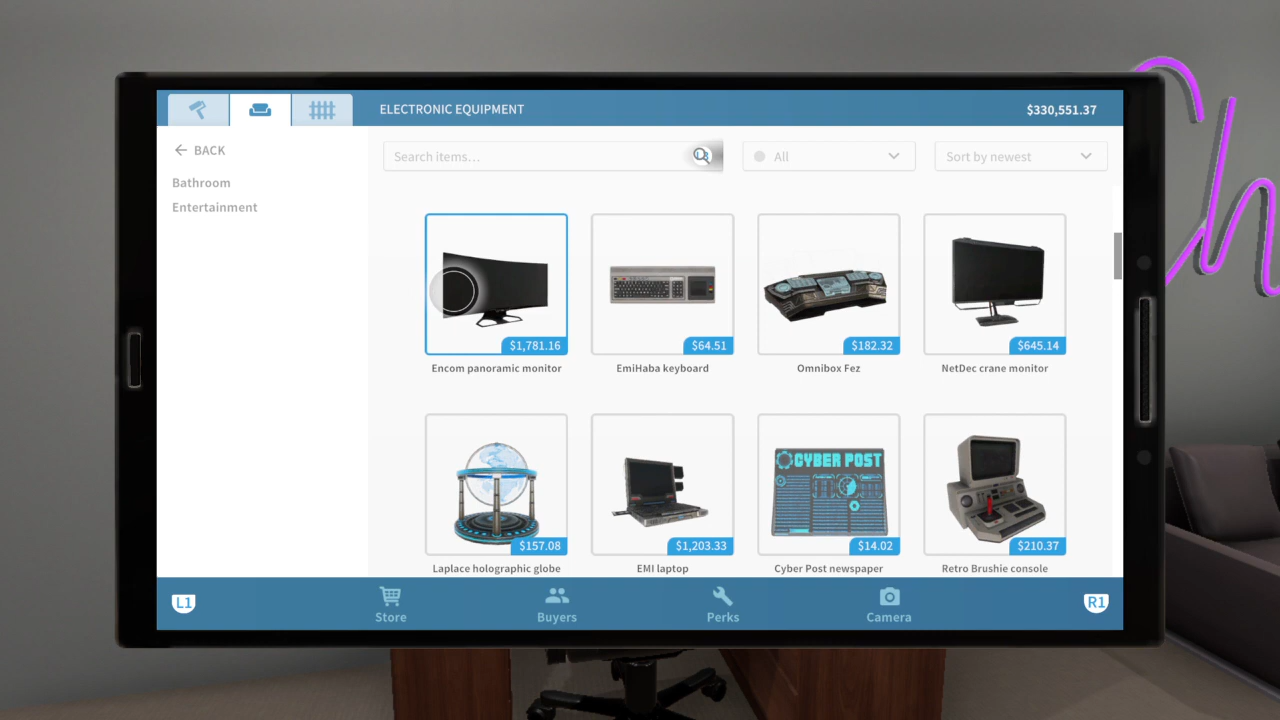 ELECTRONIC EQUIPMENT
$330,551.37
BACK
Bathroom
Entertainment
Search items...
All
Sort by newest
$1,781.16
$64.51
$182.32
$645.14
Encom panoramic monitor
EmiHaba keyboard
Omnibox Fez
NetDec crane monitor
CYBER POST
$157.08
$1,203.33
$14.02
$210.37
Laplace holographic globe
EMI laptop
Cyber Post newspaper
Retro Brushie console
L1
Store
Buyers
Perks
Camera
R1
Ch